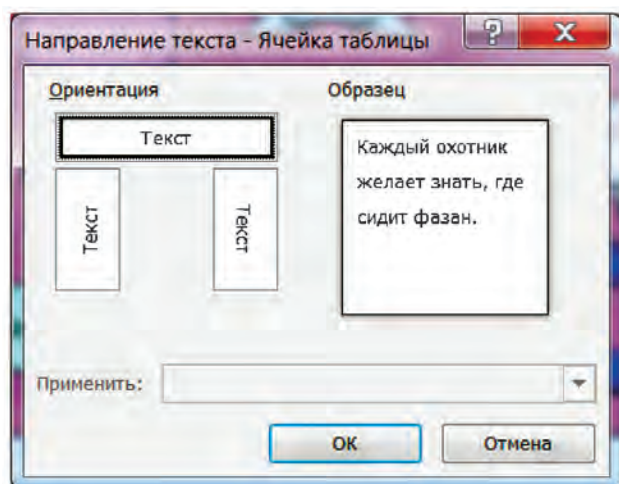 Направление текста - Ячейка таблицы
?
X
Ориентация
Образец
Текст
Текст
Текст
Каждый охотник
желает знать, где
сидит фазан.
Применить:
ОК
Отмена